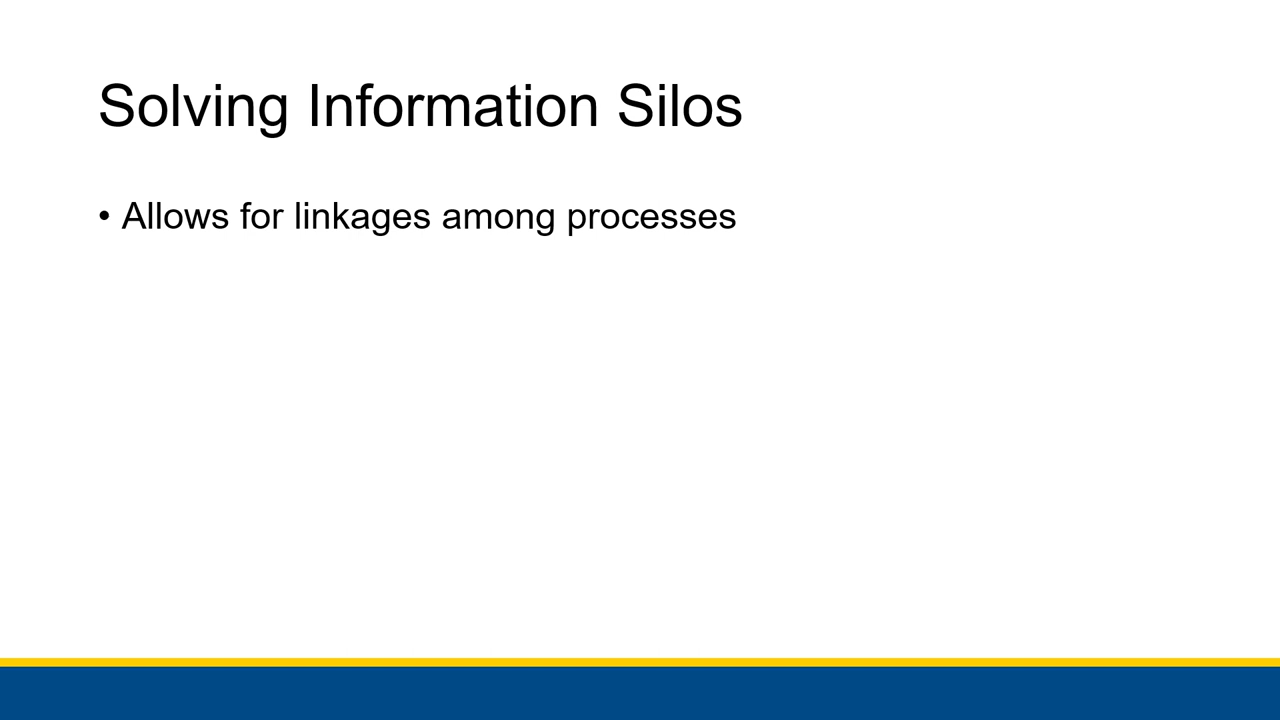 Solving Information Silos
• Allows for linkages among processes